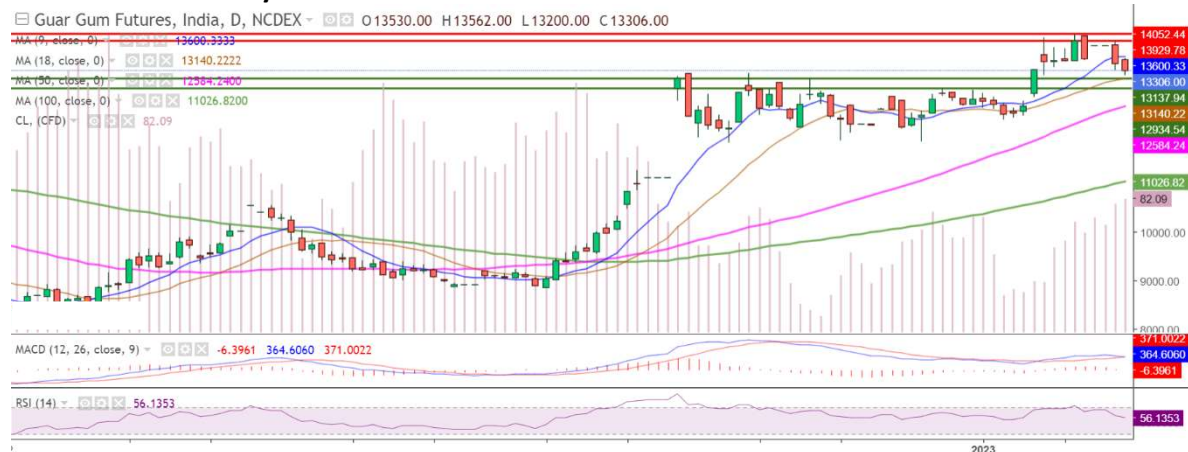 Guar Gum Futures, India, D, NCDEX O13530.00 H13562.00 L13200.00 C13306.00
MA (9, close, 0) 13600.3333
MA (18, close, 0) 13140.2222
MA (50, close, 0) 12584.2400
MA (100, close, 0) 11026.8200
CL, (CFD) 82.09
14052.44
13929.78
13600.33
13306.00
13137.94
13140.22
12934.54
12584.24
11026.82
82.09
10000.00
9000.00
8000.00
MACD (12, 26, close, 9) -6.3961 364.6060 371.0022
371.0022
364.6060
-6.3961
RSI (14) 56.1353
56.1353
2023